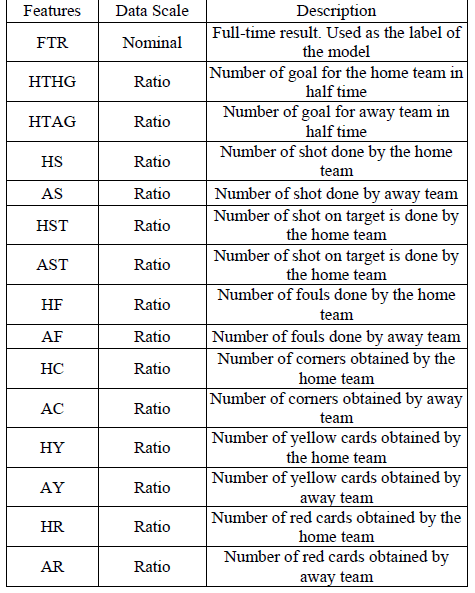 Features Data Scale Description
FTR Nominal Full-time result. Used as the label of
the model
HTHG Ratio Number of goal for the home team in
half time
HTAG Ratio Number of goal for away team in
half time
HS Ratio Number of shot done by the home
team
AS Ratio Number of shot done by away team
HST Ratio Number of shot on target is done by
the home team
AST Ratio Number of shot on target is done by
the home team
HF Ratio Number of fouls done by the home
team
AF Ratio Number of fouls done by away team
HC Ratio Number of corners obtained by the
home team
AC Ratio Number of corners obtained by away
team
HY Ratio Number of yellow cards obtained by
the home team
AY Ratio Number of yellow cards obtained by
away team
HR Ratio Number of red cards obtained by the
home team
AR Ratio Number of red cards obtained by
away team